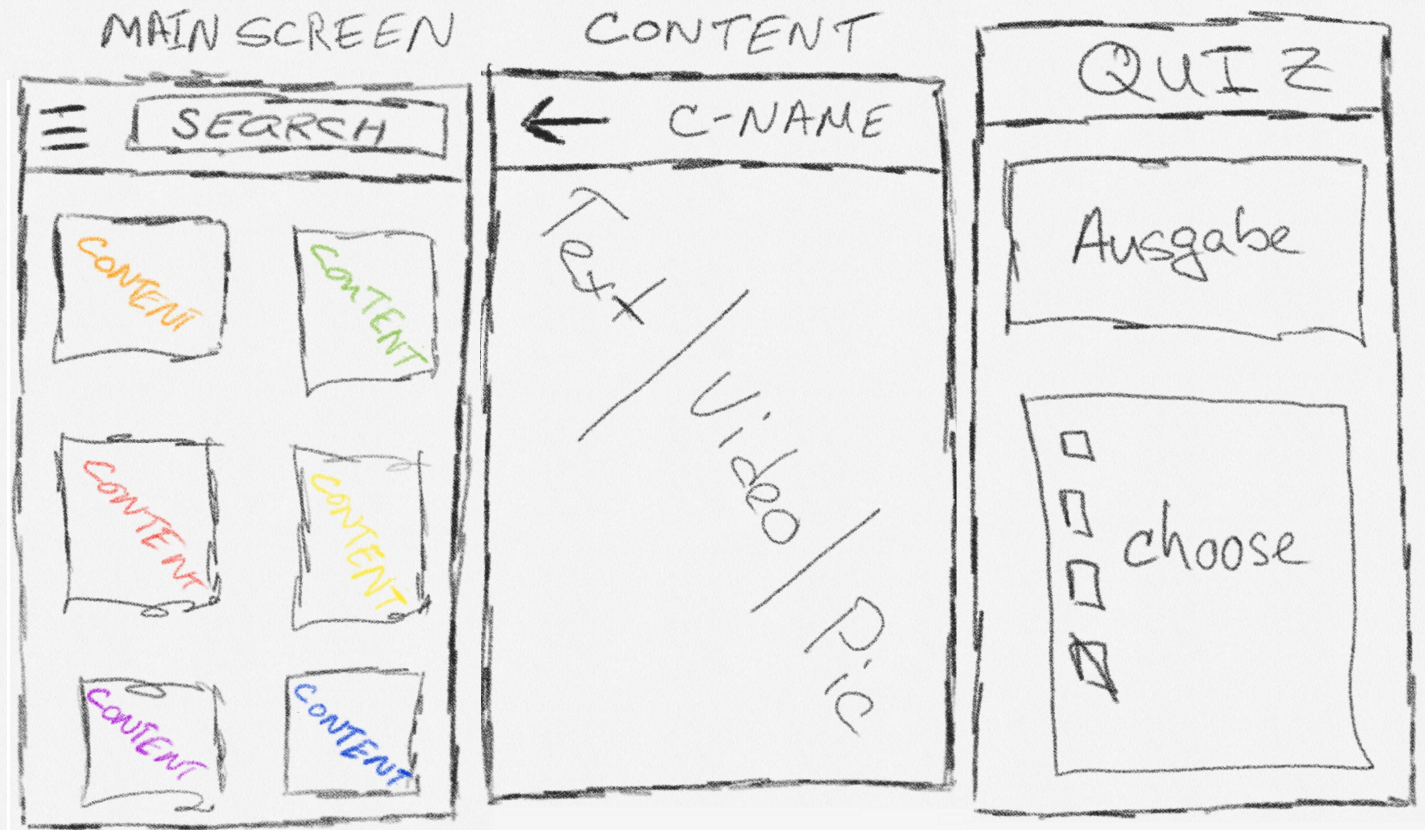 MAIN SCREEN
SEARCH
CONTENT
CONTENT
CONTENT
CONTENT
CONTENT
CONTENT
CONTENT
C-NAME
Text / Video / Pic
QUIZ
Ausgabe
choose